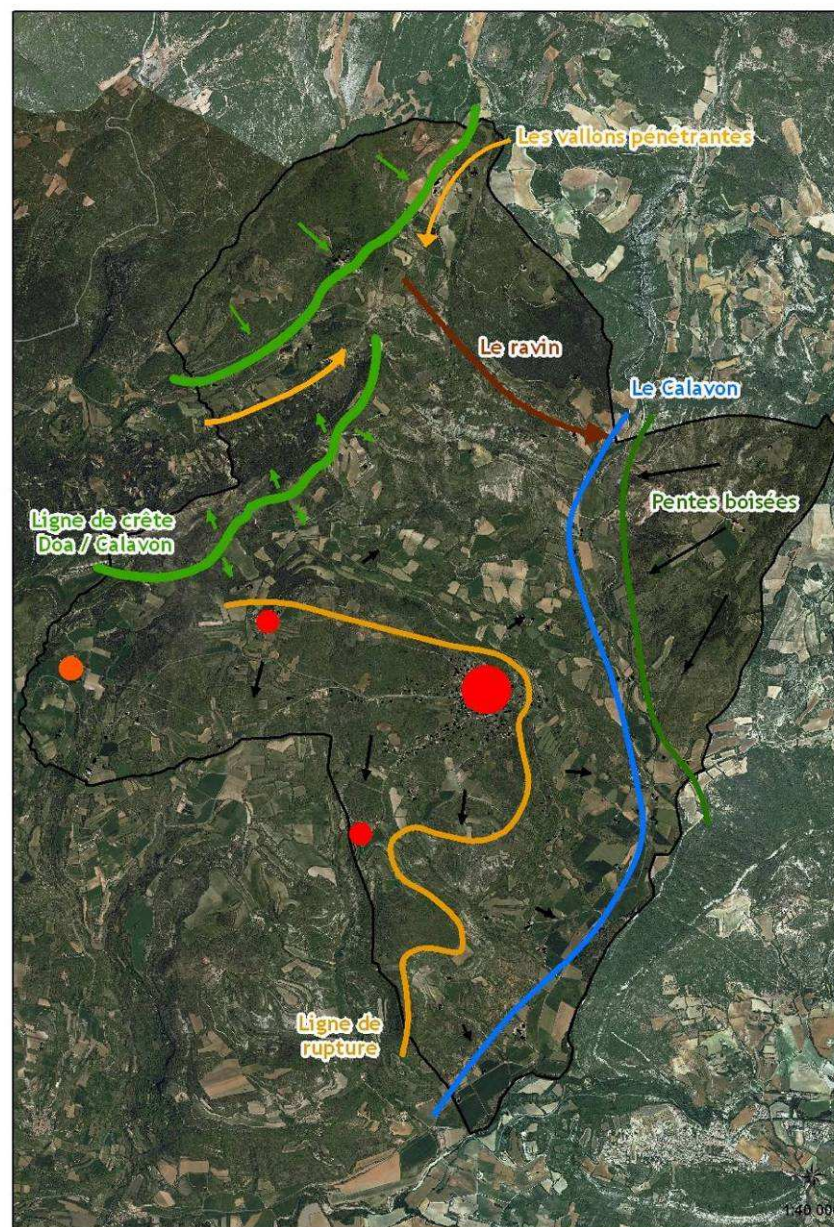 Les vallons pénétrantes
Le ravin
Le Calavon
Pentes boisées
Ligne de crête
Doa / Calavon
Ligne de
rupture